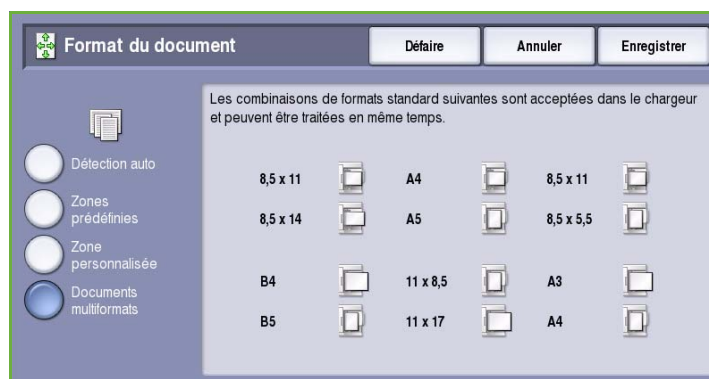 Format du document
Défaire
Annuler
Enregistrer
Détection auto
Zones
prédéfinies
Zone
personnalisée
Documents
multiformats
Les combinaisons de formats standard suivantes sont acceptées dans le chargeur
et peuvent être traitées en même temps.
8,5 x 11
A4
8,5 x 11
8,5 x 14
A5
8,5 x 5,5
B4
11 x 8,5
A3
B5
11 x 17
A4